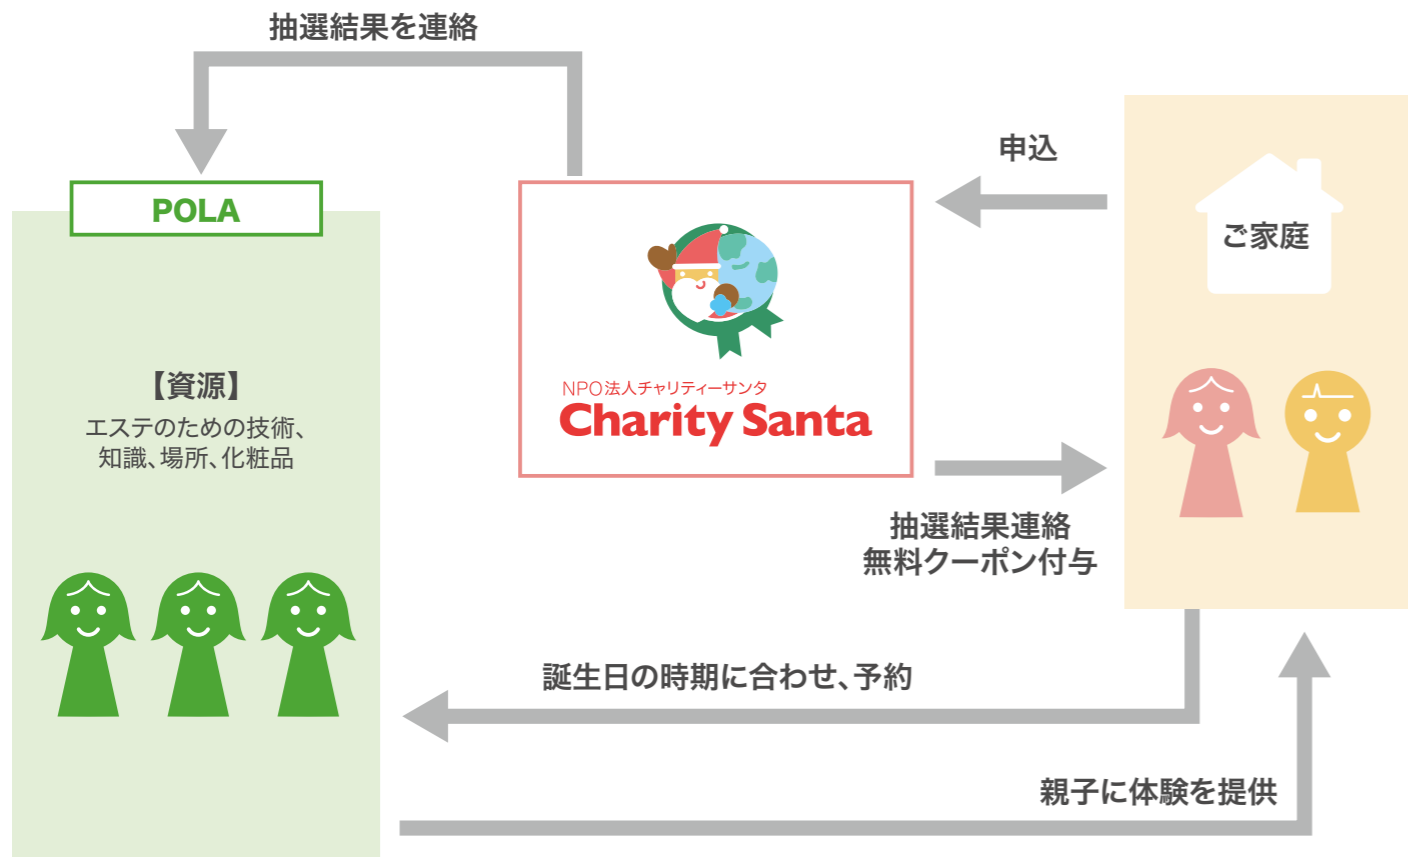 抽選結果を連絡
申込
POLA
ご家庭
【資源】
エステのための技術、
知識、場所、化粧品
NPO法人チャリティーサンタ
Charity Santa
抽選結果連絡
無料クーポン付与
誕生日の時期に合わせ、予約
親子に体験を提供